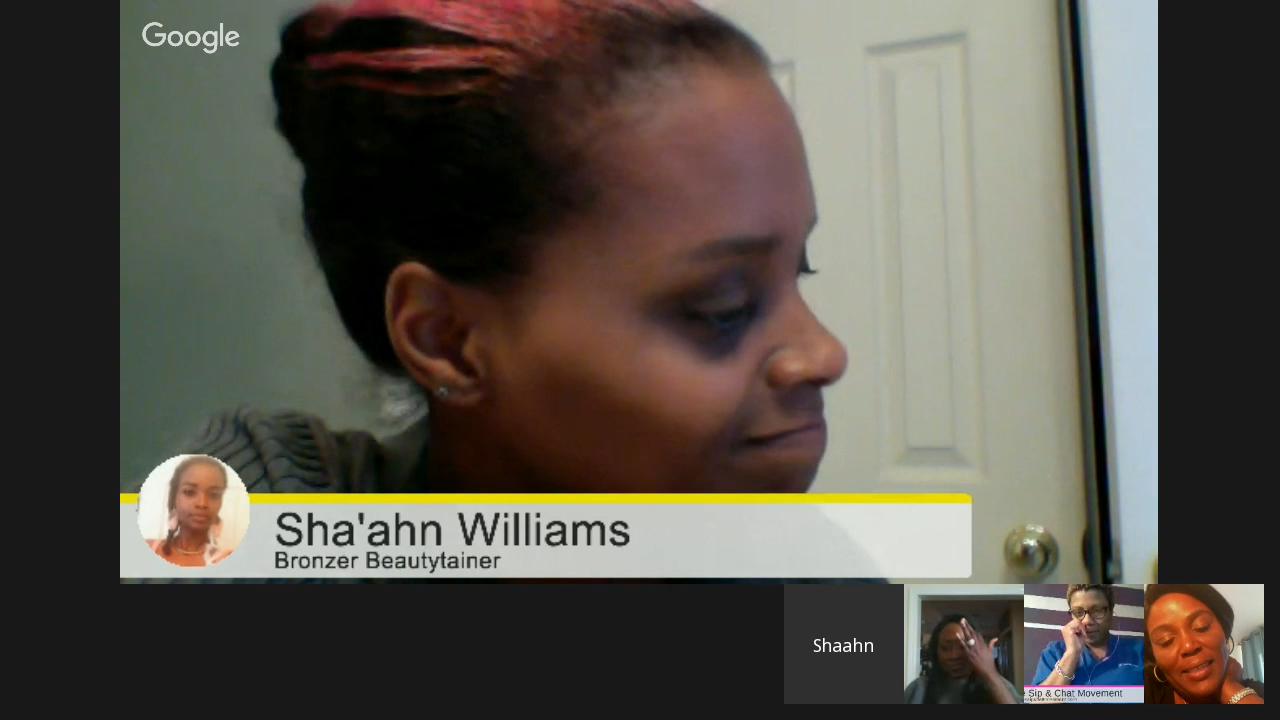 Google
Sha'ahn Williams
Bronzer Beautytainer
Shaahn
Sip & Chat Movement